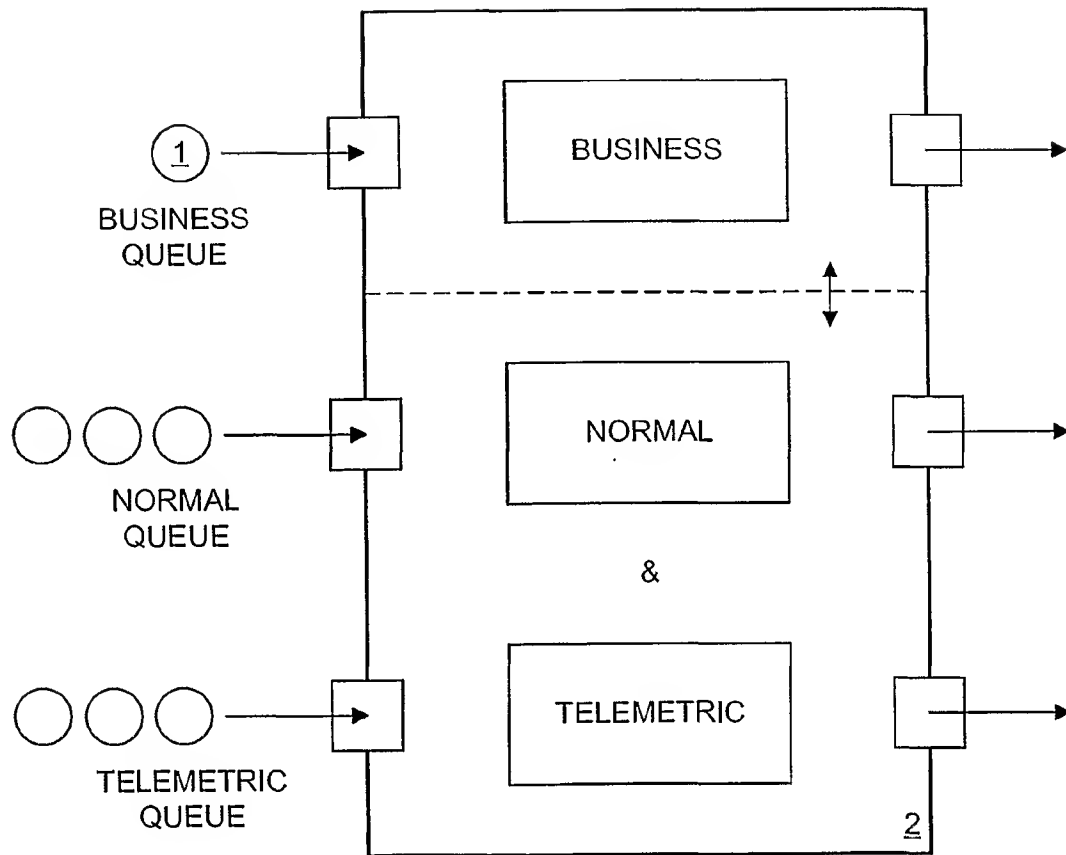 1
BUSINESS
QUEUE
BUSINESS
NORMAL
QUEUE
NORMAL
&
TELEMETRIC
QUEUE
TELEMETRIC
2